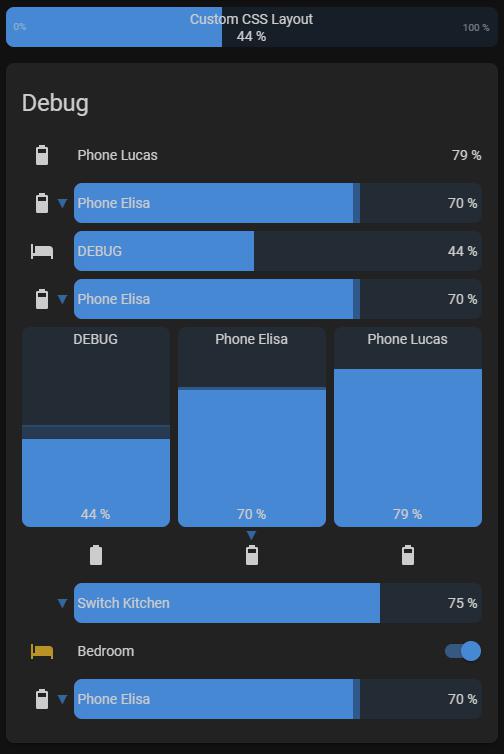 Custom CSS Layout
0%
44 %
100 %
Debug
Phone Lucas 79 %
Phone Elisa 70 %
DEBUG 44 %
Phone Elisa 70 %
DEBUG Phone Elisa Phone Lucas
44 % 70 % 79 %
Switch Kitchen 75 %
Bedroom
Phone Elisa 70 %